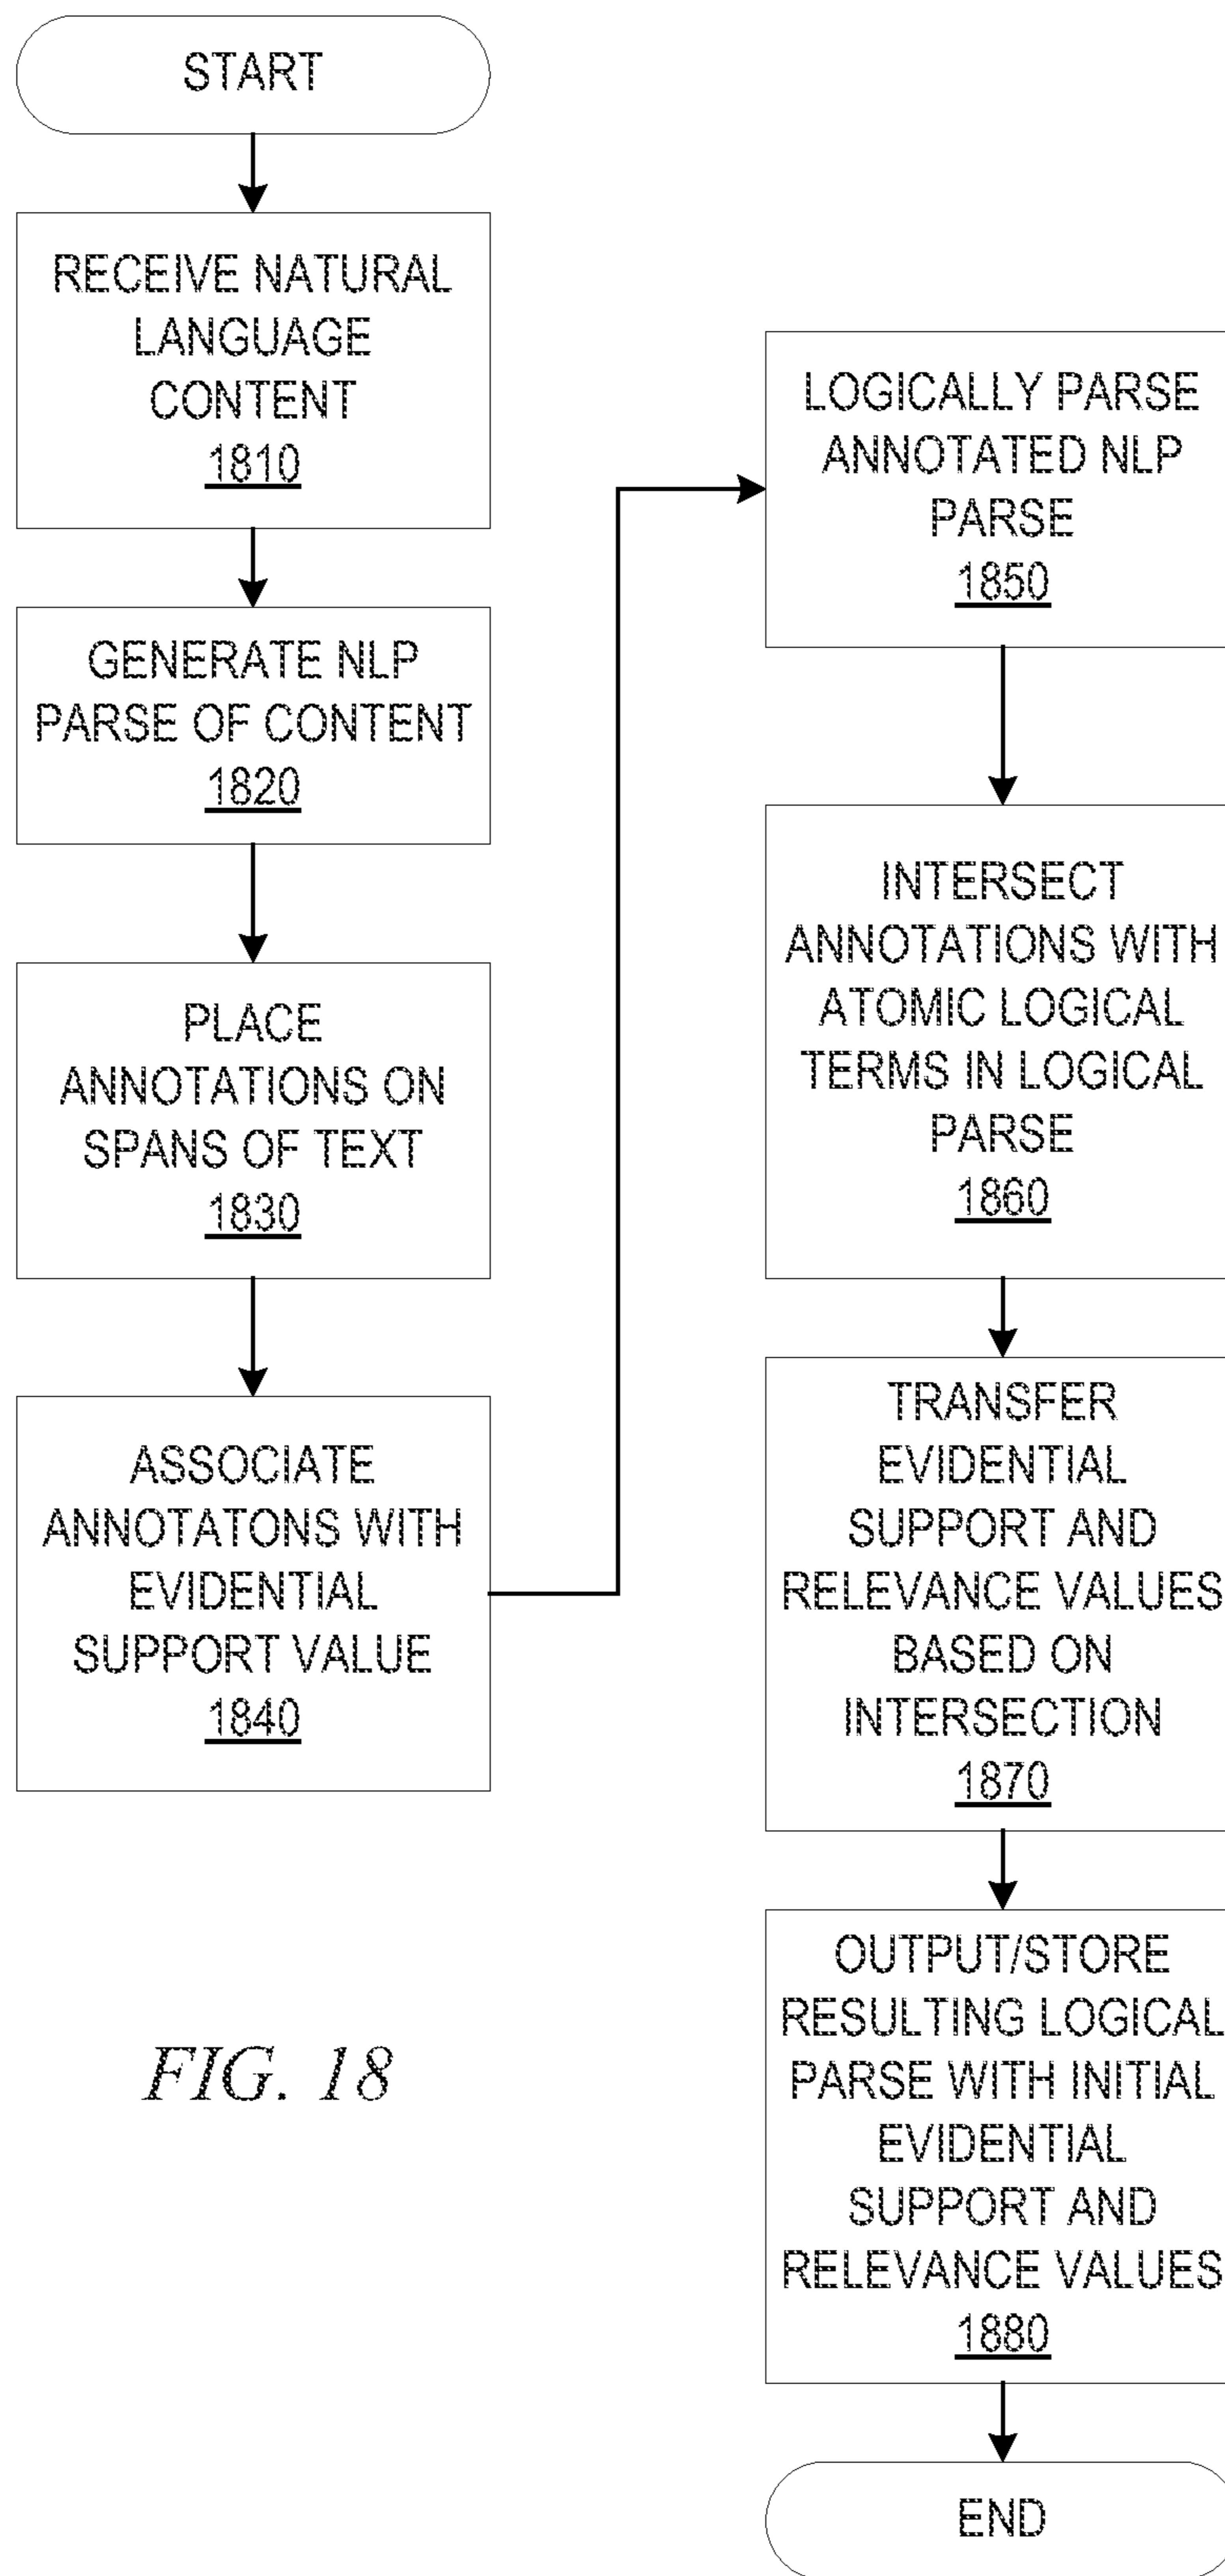 START
RECEIVE NATURAL
LANGUAGE
CONTENT
1810
GENERATE NLP
PARSE OF CONTENT
1820
PLACE
ANNOTATIONS ON
SPANS OF TEXT
1830
ASSOCIATE
ANNOTATONS WITH
EVIDENTIAL
SUPPORT VALUE
1840
LOGICALLY PARSE
ANNOTATED NLP
PARSE
1850
INTERSECT
ANNOTATIONS WITH
ATOMIC LOGICAL
TERMS IN LOGICAL
PARSE
1860
TRANSFER
EVIDENTIAL
SUPPORT AND
RELEVANCE VALUES
BASED ON
INTERSECTION
1870
OUTPUT/STORE
RESULTING LOGICAL
PARSE WITH INITIAL
EVIDENTIAL
SUPPORT AND
RELEVANCE VALUES
1880
END
FIG. 18